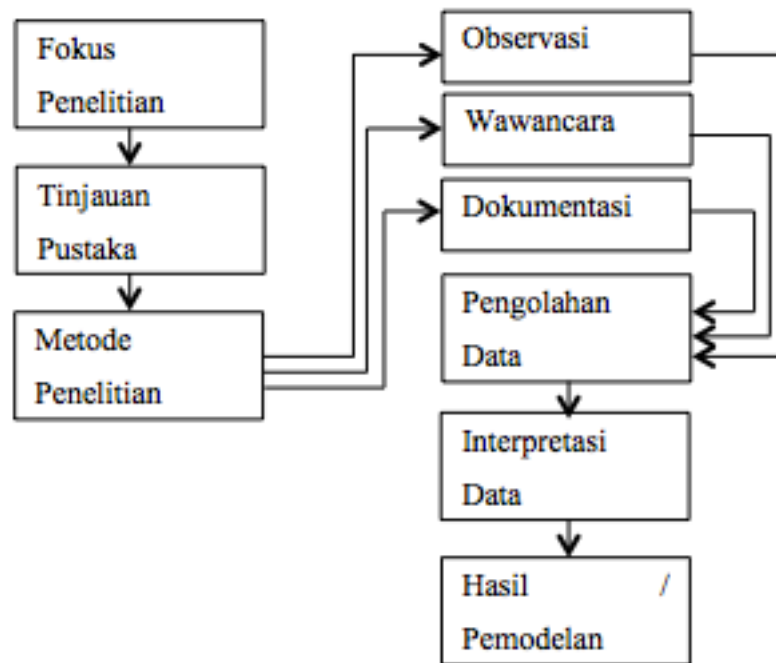 Fokus
Penelitian
Tinjauan
Pustaka
Metode
Penelitian
Observasi
Wawancara
Dokumentasi
Pengolahan
Data
Interpretasi
Data
Hasil /
Pemodelan